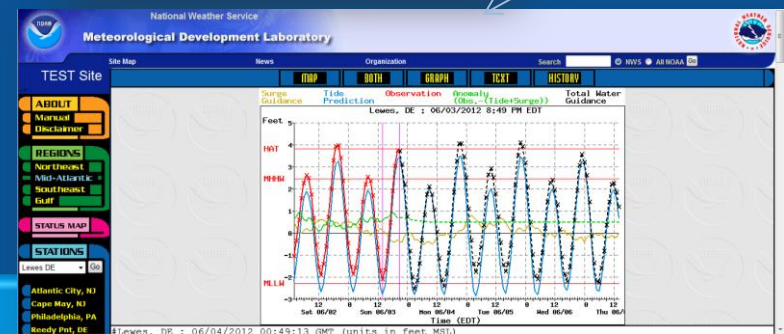 noaa
National Weather Service
Meteorological Development Laboratory
Site Map News Organization Search NWS All NOAA Go
TEST Site
MAP BOTH GRAPH TEXT HISTORY
ABOUT
Manual
Disclaimer
REGIONS
Northeast
Mid-Atlantic
Southeast
Gulf
STATUS MAP
STATIONS
Lewes DE Go
Atlantic City, NJ
Cape May, NJ
Philadelphia, PA
Reedy Pnt, DE
Surge Tide Observation Anomaly Total Water
Guidance Prediction (Obs.-(Tide+Surge)) Guidance
Lewes, DE : 06/03/2012 8:49 PM EDT
Feet
5
HAT 4
3
MHHW
2
1
0
-1
-2
MLLW
-3
12 0 12 0 12 0 12 0 12 0 12
Sat 06/02 Sun 06/03 Mon 06/04 Tue 06/05 Wed 06/06 Thu 06/
Time (EDT)
#Lewes, DE : 06/04/2012 00:49:13 GMT (units in feet MSL)